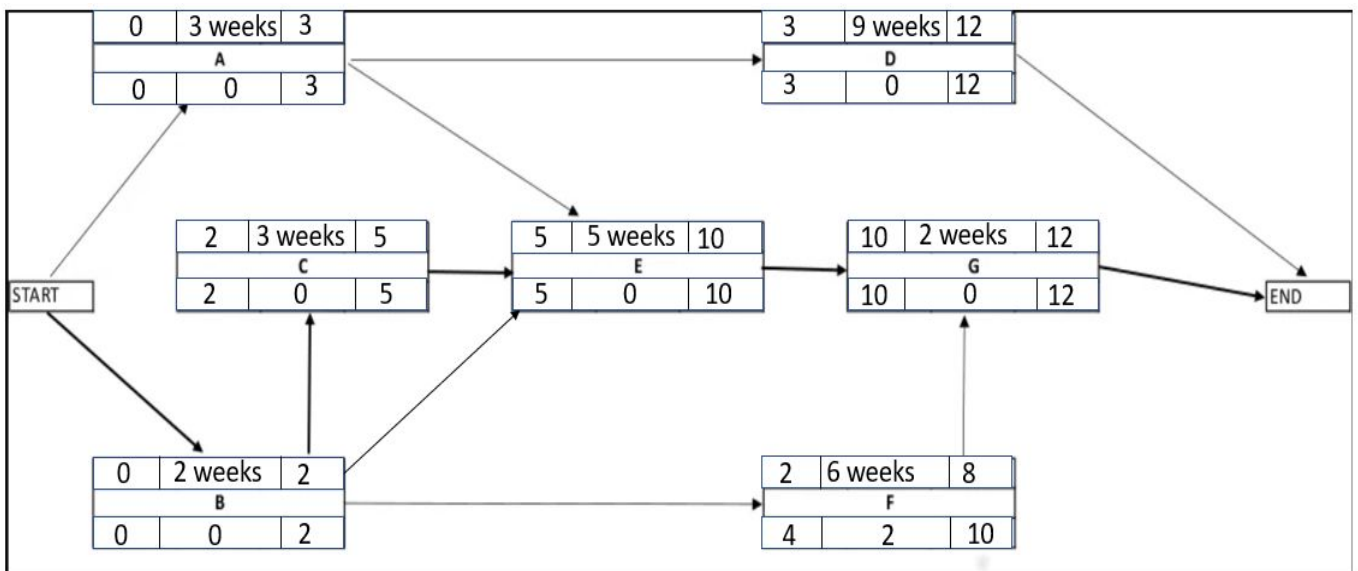 0 3 weeks 3
A
0 0 3
3 9 weeks 12
D
3 0 12
2 3 weeks 5
C
2 0 5
5 5 weeks 10
E
5 0 10
10 2 weeks 12
G
10 0 12
START
END
0 2 weeks 2
B
0 0 2
2 6 weeks 8
F
4 2 10